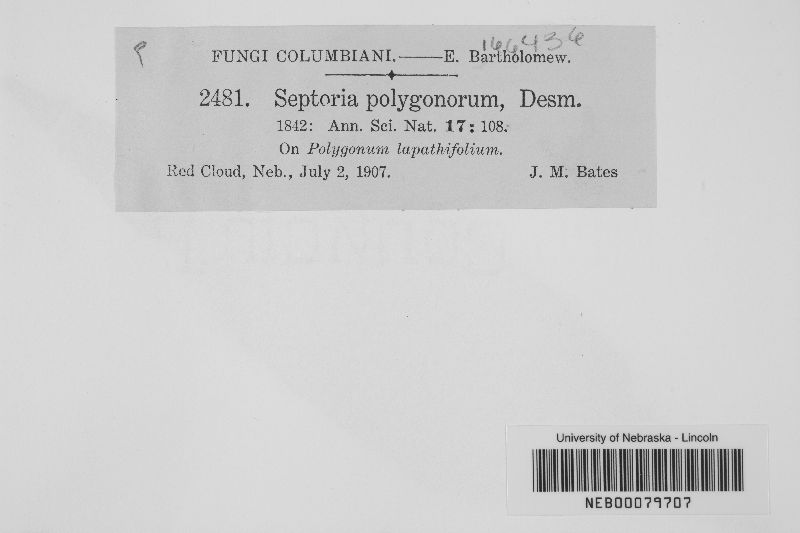 166436
FUNGI COLUMBIANI.——E. Bartholomew.
2481. Septoria polygonorum, Desm.
1842: Ann. Sci. Nat. 17: 108.
On Polygonum lapathifolium.
Red Cloud, Neb., July 2, 1907. J. M. Bates
University of Nebraska - Lincoln
NEB00079707